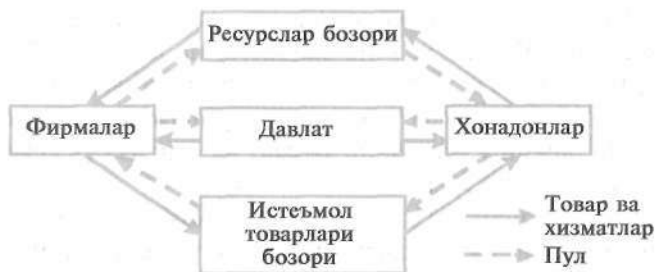 Ресурслар бозори
Фирмалар
Давлат
Хонадонлар
Истеъмол
товарлари
бозори
Товар ва
хизматлар
Пул